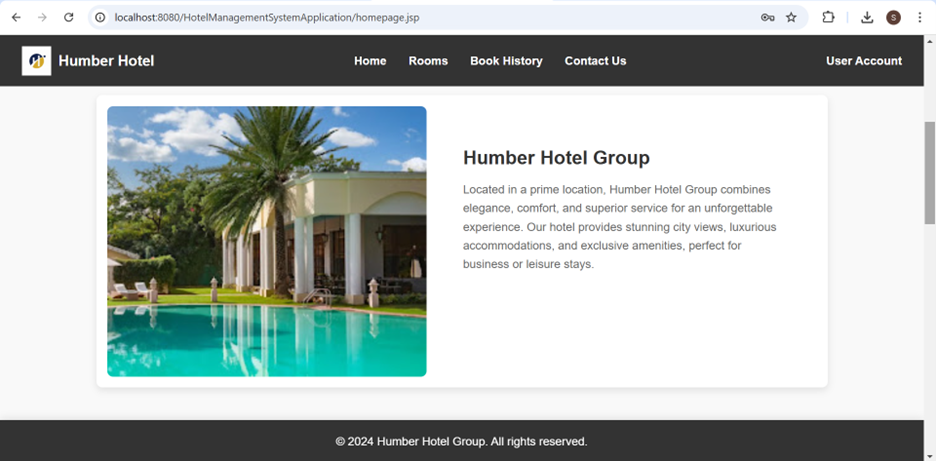 localhost:8080/HotelManagementSystemApplication/homepage.jsp
S
Humber Hotel
Home Rooms Book History Contact Us
User Account
Humber Hotel Group
Located in a prime location, Humber Hotel Group combines
elegance, comfort, and superior service for an unforgettable
experience. Our hotel provides stunning city views, luxurious
accommodations, and exclusive amenities, perfect for
business or leisure stays.
© 2024 Humber Hotel Group. All rights reserved.